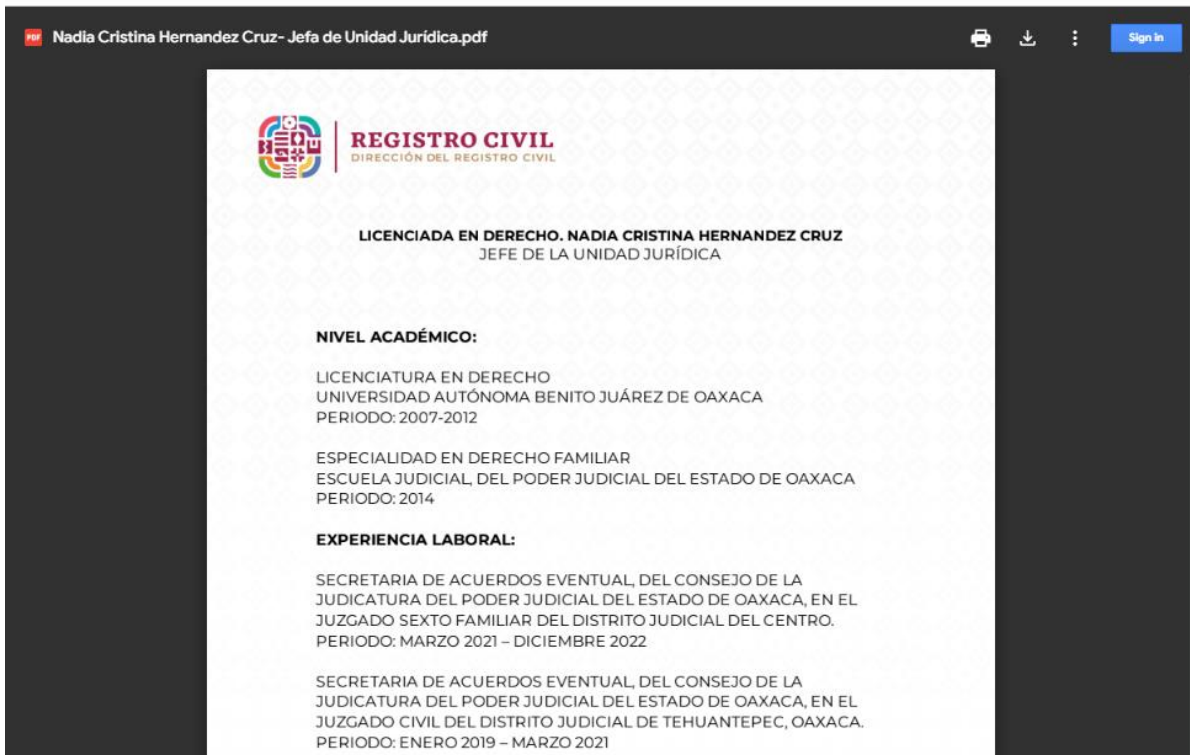 PDF Nadia Cristina Hernandez Cruz- Jefa de Unidad Jurídica.pdf Sign in
REGISTRO CIVIL
DIRECCIÓN DEL REGISTRO CIVIL
LICENCIADA EN DERECHO. NADIA CRISTINA HERNANDEZ CRUZ
JEFE DE LA UNIDAD JURÍDICA
NIVEL ACADÉMICO:
LICENCIATURA EN DERECHO
UNIVERSIDAD AUTÓNOMA BENITO JUÁREZ DE OAXACA
PERIODO: 2007-2012
ESPECIALIDAD EN DERECHO FAMILIAR
ESCUELA JUDICIAL, DEL PODER JUDICIAL DEL ESTADO DE OAXACA
PERIODO: 2014
EXPERIENCIA LABORAL:
SECRETARIA DE ACUERDOS EVENTUAL, DEL CONSEJO DE LA
JUDICATURA DEL PODER JUDICIAL DEL ESTADO DE OAXACA, EN EL
JUZGADO SEXTO FAMILIAR DEL DISTRITO JUDICIAL DEL CENTRO.
PERIODO: MARZO 2021 – DICIEMBRE 2022
SECRETARIA DE ACUERDOS EVENTUAL, DEL CONSEJO DE LA
JUDICATURA DEL PODER JUDICIAL DEL ESTADO DE OAXACA, EN EL
JUZGADO CIVIL DEL DISTRITO JUDICIAL DE TEHUANTEPEC, OAXACA.
PERIODO: ENERO 2019 – MARZO 2021